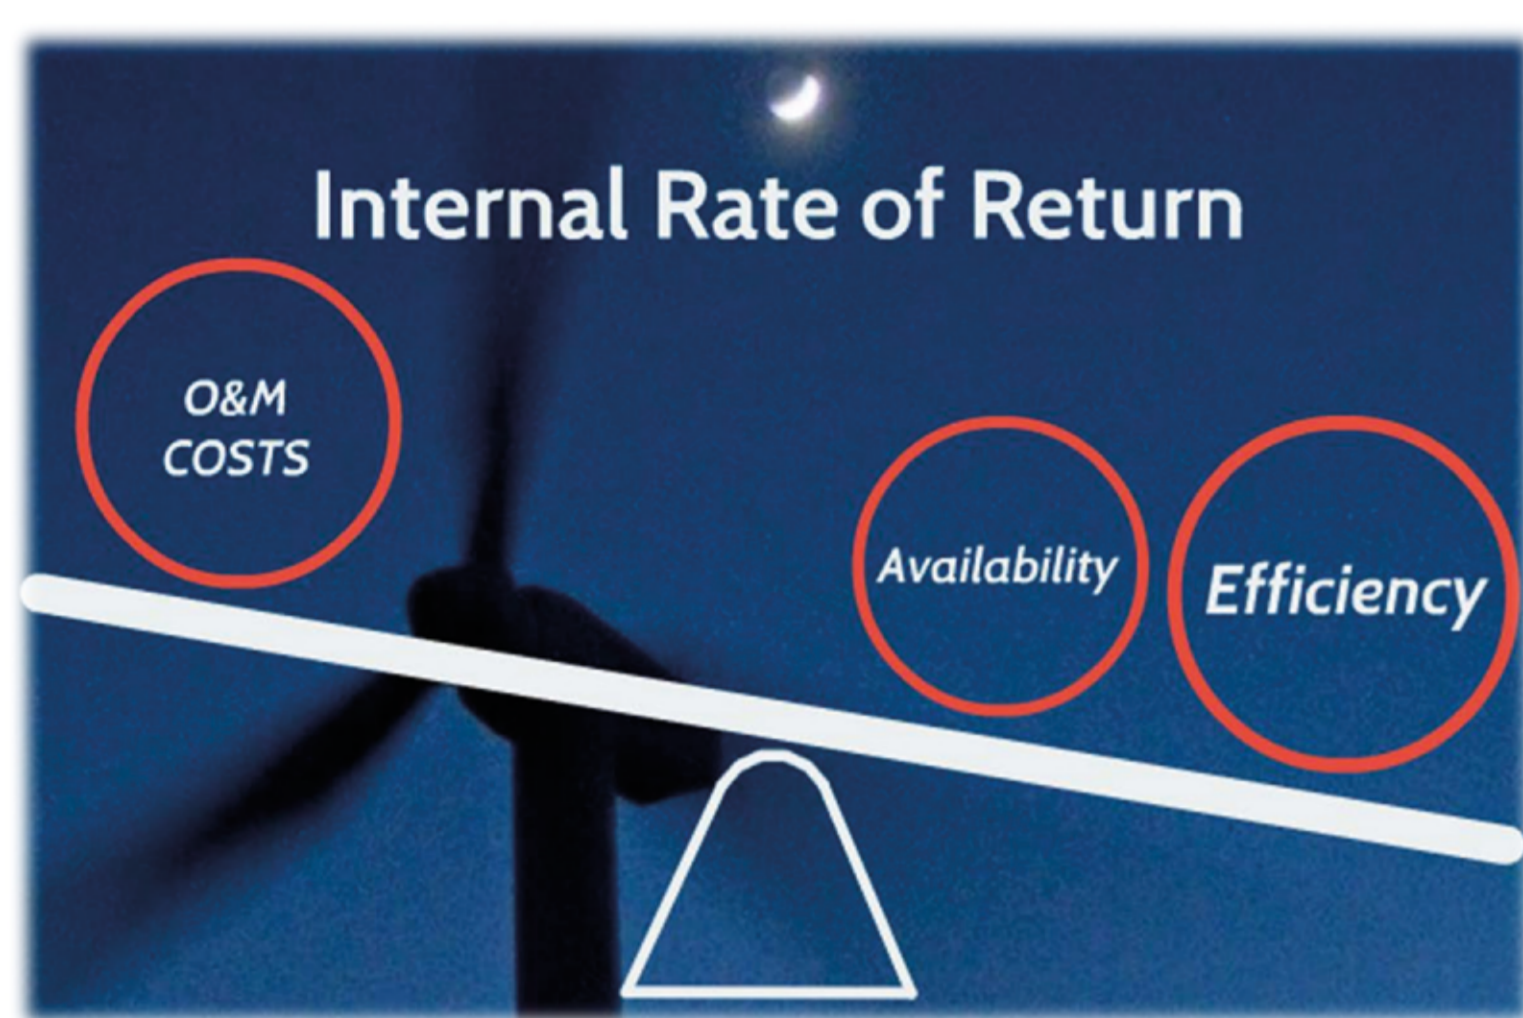 Internal Rate of Return
O&M
COSTS
Availability
Efficiency